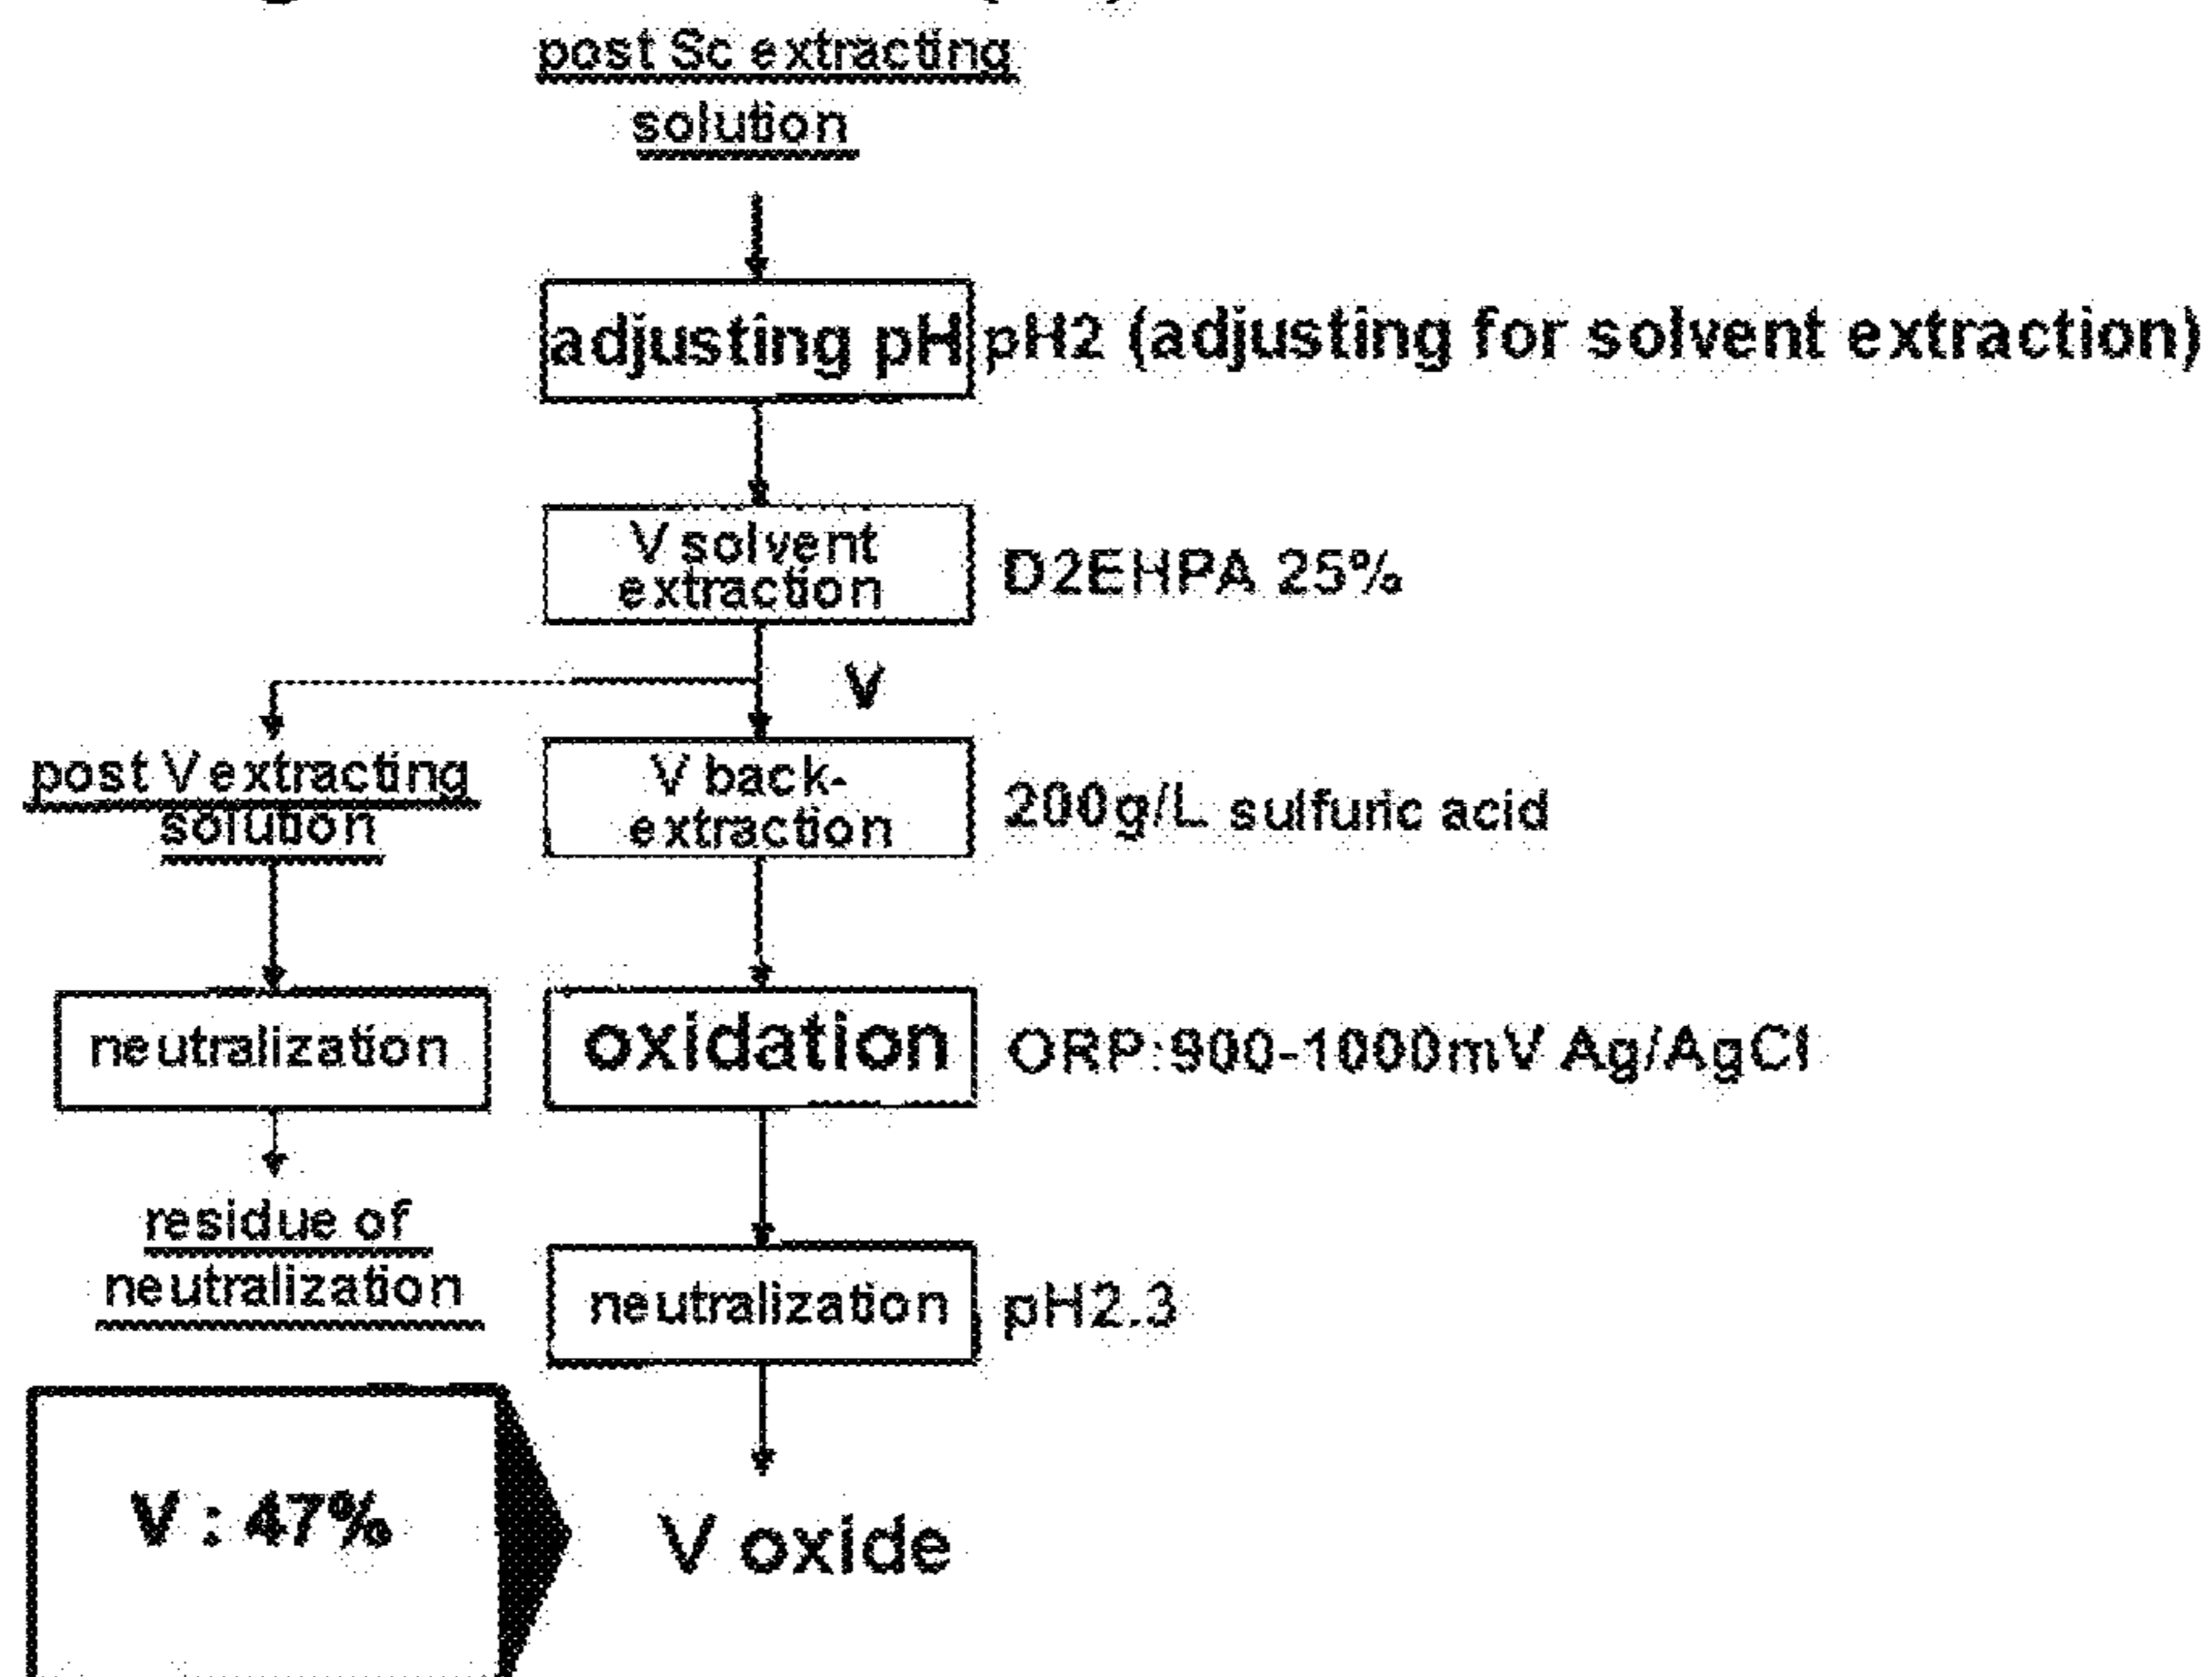 post Sc extracting
solution
adjusting pH pH2 (adjusting for solvent extraction)
V solvent
extraction
D2EHPA 25%
V
post V extracting
solution
V back-
extraction
200g/L sulfuric acid
neutralization
oxidation
ORP:900-1000mV Ag/AgCl
residue of
neutralization
neutralization
pH2.3
V : 47%
V oxide